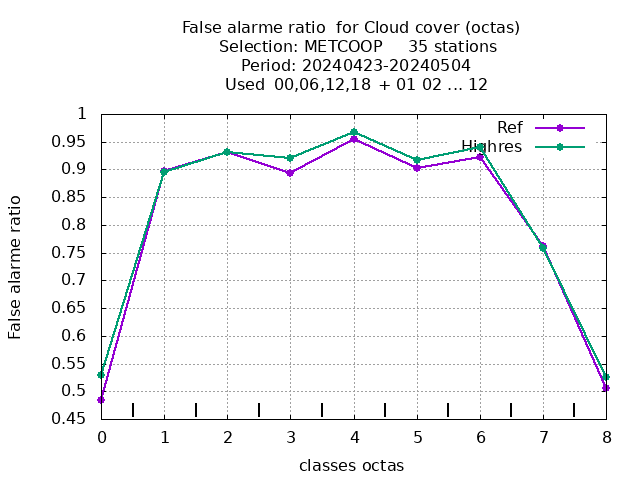 False alarme ratio  for Cloud cover (octas)
Selection: METCOOP     35 stations
Period: 20240423-20240504
Used  00,06,12,18 + 01 02 ... 12
Ref
Highres
1
0.95
0.9
0.85
0.8
0.75
0.7
0.65
0.6
0.55
0.5
0.45
False alarme ratio
0 1 2 3 4 5 6 7 8
classes octas